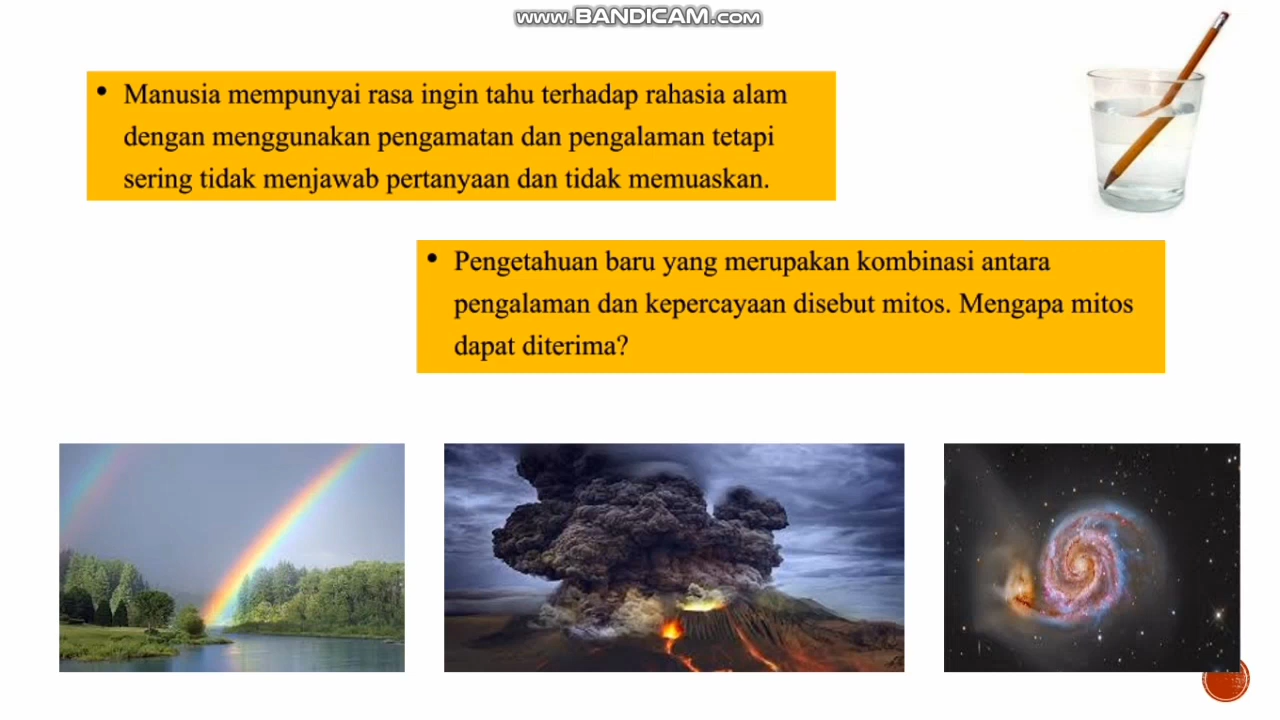 www.BANDICAM.com
• Manusia mempunyai rasa ingin tahu terhadap rahasia alam
dengan menggunakan pengamatan dan pengalaman tetapi
sering tidak menjawab pertanyaan dan tidak memuaskan.
• Pengetahuan baru yang merupakan kombinasi antara
pengalaman dan kepercayaan disebut mitos. Mengapa mitos
dapat diterima?